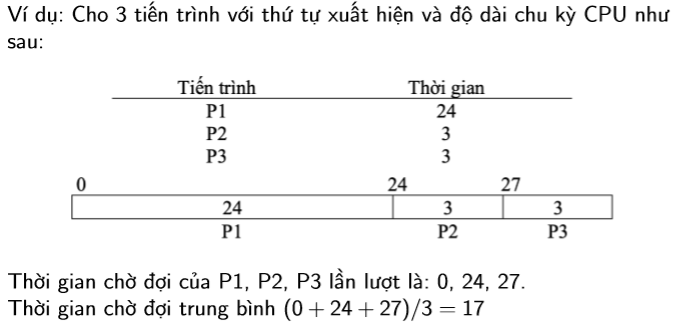 Ví dụ: Cho 3 tiến trình với thứ tự xuất hiện và độ dài chu kỳ CPU như
sau:
Tiến trình Thời gian
P1 24
P2 3
P3 3
0 24 27
24 3 3
P1 P2 P3
Thời gian chờ đợi của P1, P2, P3 lần lượt là: 0, 24, 27.
Thời gian chờ đợi trung bình (0 + 24 + 27)/3 = 17